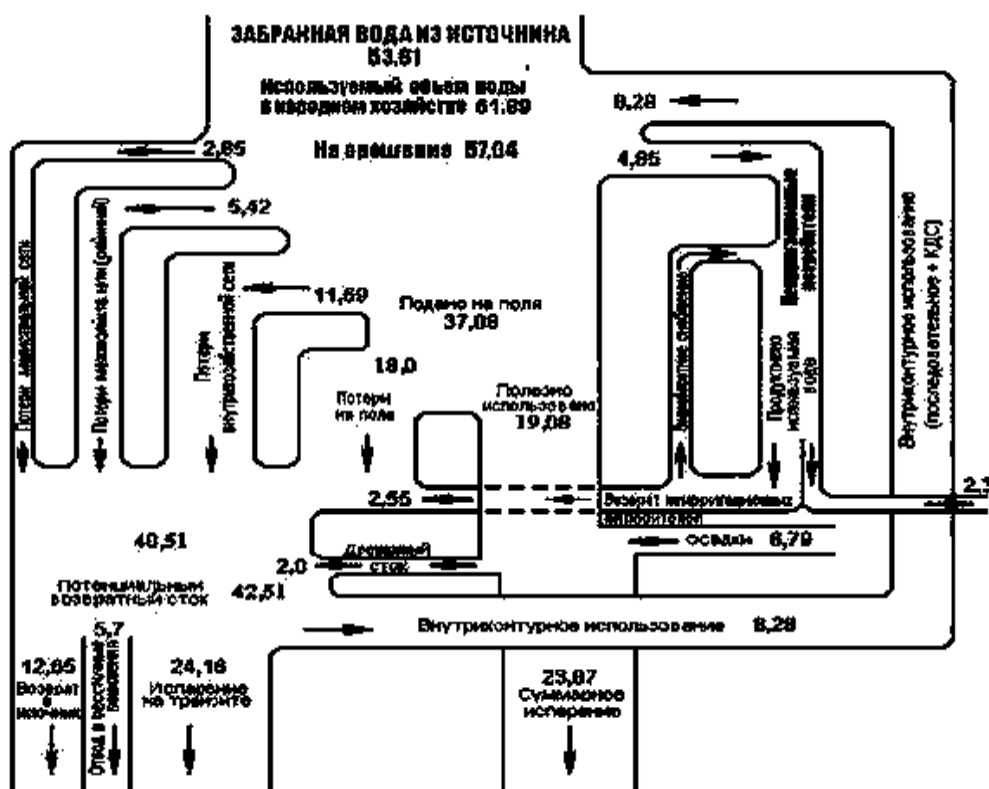 ЗАБРАННАЯ ВОДА ИЗ ИСТОЧНИКА
53,61
Используемый объем воды
в народном хозяйстве 61,89
На орошение 57,04
8,28
2,85
4,85
5,42
11,69
Подано на поля
37,08
18,0
Потери
на поле
Полезно
использовано
19,08
Потери магистральной сети
Потери
внутрихозяйственной сети
Продуктивно
используемая
вода
Внутриконтурное использование
(последовательное + КДС)
2,55
Возврат
осадки 6,79
Дренажный
сток
2,0
40,51
Потенциальный
возвратный сток 42,51
5,7
Внутриконтурное использование 8,28
12,65
Возврат
в
источник
24,16
Испарение
на транзите
23,87
Суммарное
испарение